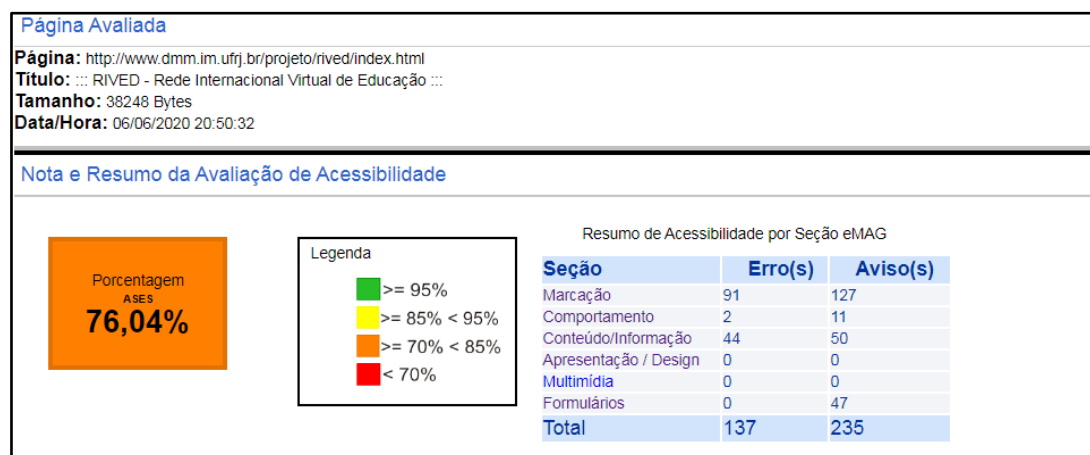 Página Avaliada
Página: http://www.dmm.im.ufrj.br/projeto/rived/index.html
Título: ::: RIVED - Rede Internacional Virtual de Educação :::
Tamanho: 38248 Bytes
Data/Hora: 06/06/2020 20:50:32
Nota e Resumo da Avaliação de Acessibilidade
Porcentagem
ASES
76,04%
Legenda
>= 95%
>= 85% < 95%
>= 70% < 85%
< 70%
Resumo de Acessibilidade por Seção eMAG
Seção Erro(s) Aviso(s)
Marcação 91 127
Comportamento 2 11
Conteúdo/Informação 44 50
Apresentação / Design 0 0
Multimídia 0 0
Formulários 0 47
Total 137 235